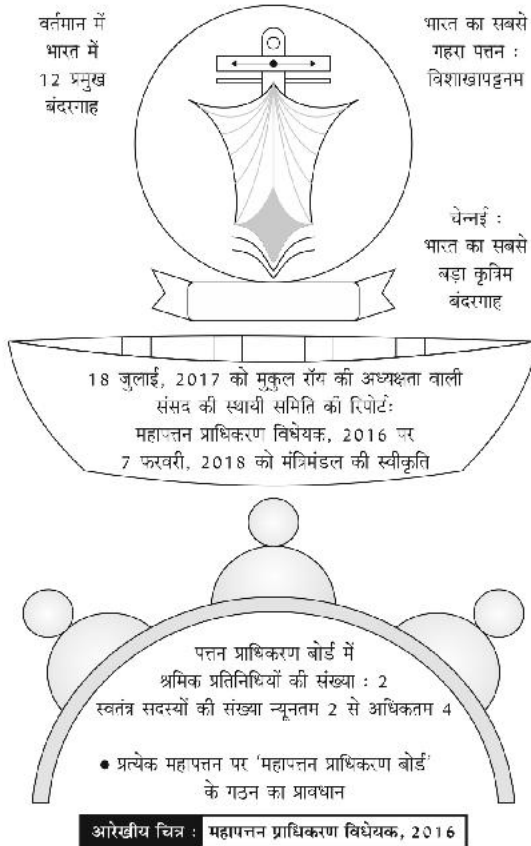 वर्तमान में
भारत में
12 प्रमुख
बंदरगाह
भारत का सबसे
गहरा पत्तन :
विशाखापट्टनम
चेन्नई :
भारत का सबसे
बड़ा कृत्रिम
बंदरगाह
18 जुलाई, 2017 को मुकुल रॉय की अध्यक्षता वाली
संसद की स्थायी समिति की रिपोर्टः
महापत्तन प्राधिकरण विधेयक, 2016 पर
7 फरवरी, 2018 को मंत्रिमंडल की स्वीकृति
पत्तन प्राधिकरण बोर्ड में
श्रमिक प्रतिनिधियों की संख्या : 2
स्वतंत्र सदस्यों की संख्या न्यूनतम 2 से अधिकतम 4
● प्रत्येक महापत्तन पर ‘महापत्तन प्राधिकरण बोर्ड’
के गठन का प्रावधान
आरेखीय चित्र : महापत्तन प्राधिकरण विधेयक, 2016